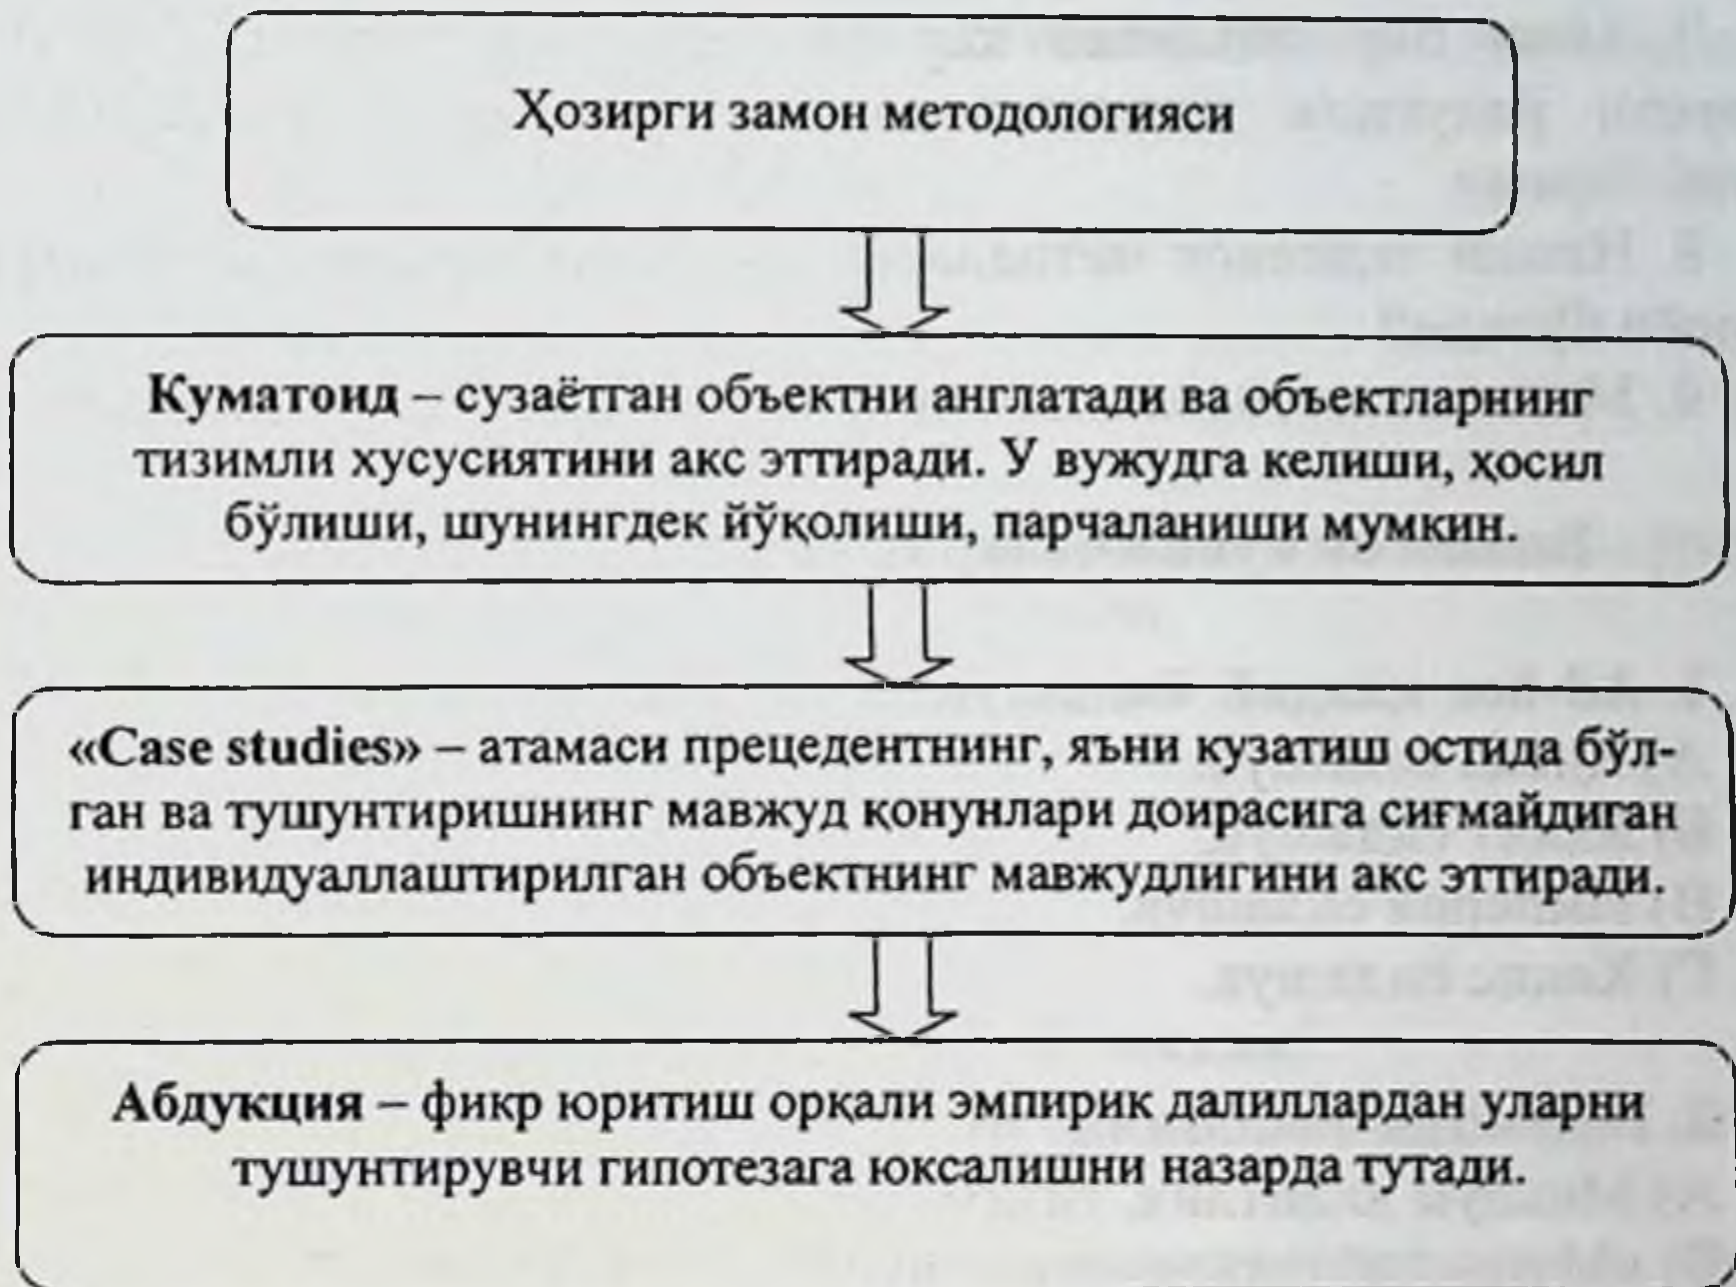 Ҳозирги замон методологияси
Куматоид – сузаётган объектни англатади ва объектларнинг
тизимли хусусиятини акс эттиради. У вужудга келиши, ҳосил
бўлиши, шунингдек йўқолиши, парчаланиши мумкин.
«Case studies» – атамаси прецедентнинг, яъни кузатиш остида бўл-
ган ва тушунтиришнинг мавжуд қонунлари доирасига сиғмайдиган
индивидуаллаштирилган объектнинг мавжудлигини акс эттиради.
Абдукция – фикр юритиш орқали эмпирик далиллардан уларни
тушунтирувчи гипотезага юксалишни назарда тутади.